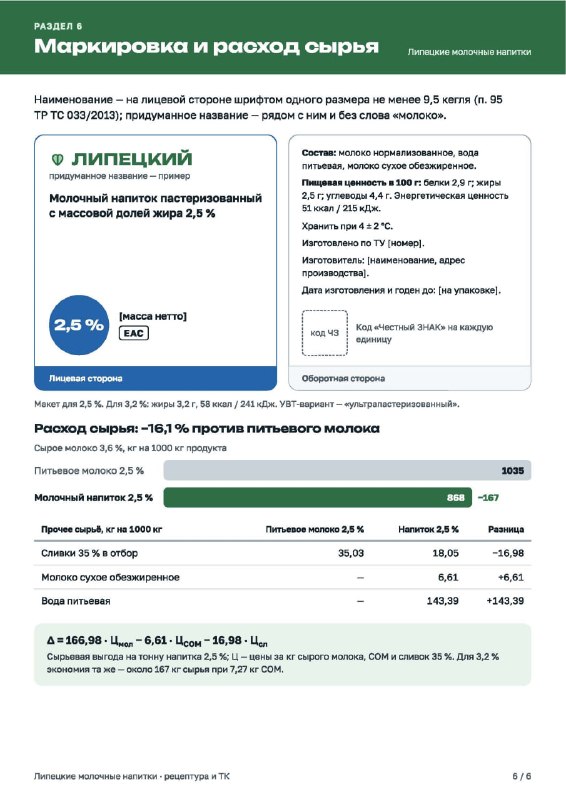 РАЗДЕЛ 6
Маркировка и расход сырья
Липецкие молочные напитки
Наименование — на лицевой стороне шрифтом одного размера не менее 9,5 кегля (п. 95
ТР ТС 033/2013); придуманное название — рядом с ним и без слова «молоко».
ЛИПЕЦКИЙ
придуманное название — пример
Молочный напиток пастеризованный
с массовой долей жира 2,5 %
2,5 %
[масса нетто]
EAC
Лицевая сторона
Состав: молоко нормализованное, вода
питьевая, молоко сухое обезжиренное.
Пищевая ценность в 100 г: белки 2,9 г; жиры
2,5 г; углеводы 4,4 г. Энергетическая ценность
51 ккал / 215 кДж.
Хранить при 4 ± 2 °С.
Изготовлено по ТУ [номер].
Изготовитель: [наименование, адрес
производства].
Дата изготовления и годен до: [на упаковке].
код ЧЗ
Код «Честный ЗНАК» на каждую
единицу
Оборотная сторона
Макет для 2,5 %. Для 3,2 %: жиры 3,2 г, 58 ккал / 241 кДж. УВТ-вариант — «ультрапастеризованный».
Расход сырья: −16,1 % против питьевого молока
Сырое молоко 3,6 %, кг на 1000 кг продукта
Питьевое молоко 2,5 % 1035
Молочный напиток 2,5 % 868 −167
Прочее сырьё, кг на 1000 кг Питьевое молоко 2,5 % Напиток 2,5 % Разница
Сливки 35 % в отбор 35,03 18,05 −16,98
Молоко сухое обезжиренное — 6,61 +6,61
Вода питьевая — 143,39 +143,39
Δ = 166,98 · Цмол − 6,61 · ЦСОМ − 16,98 · Цсл
Сырьевая выгода на тонну напитка 2,5 %; Ц — цены за кг сырого молока, СОМ и сливок 35 %. Для 3,2 %
экономия та же — около 167 кг сырья при 7,27 кг СОМ.
Липецкие молочные напитки · рецептура и ТК
6 / 6